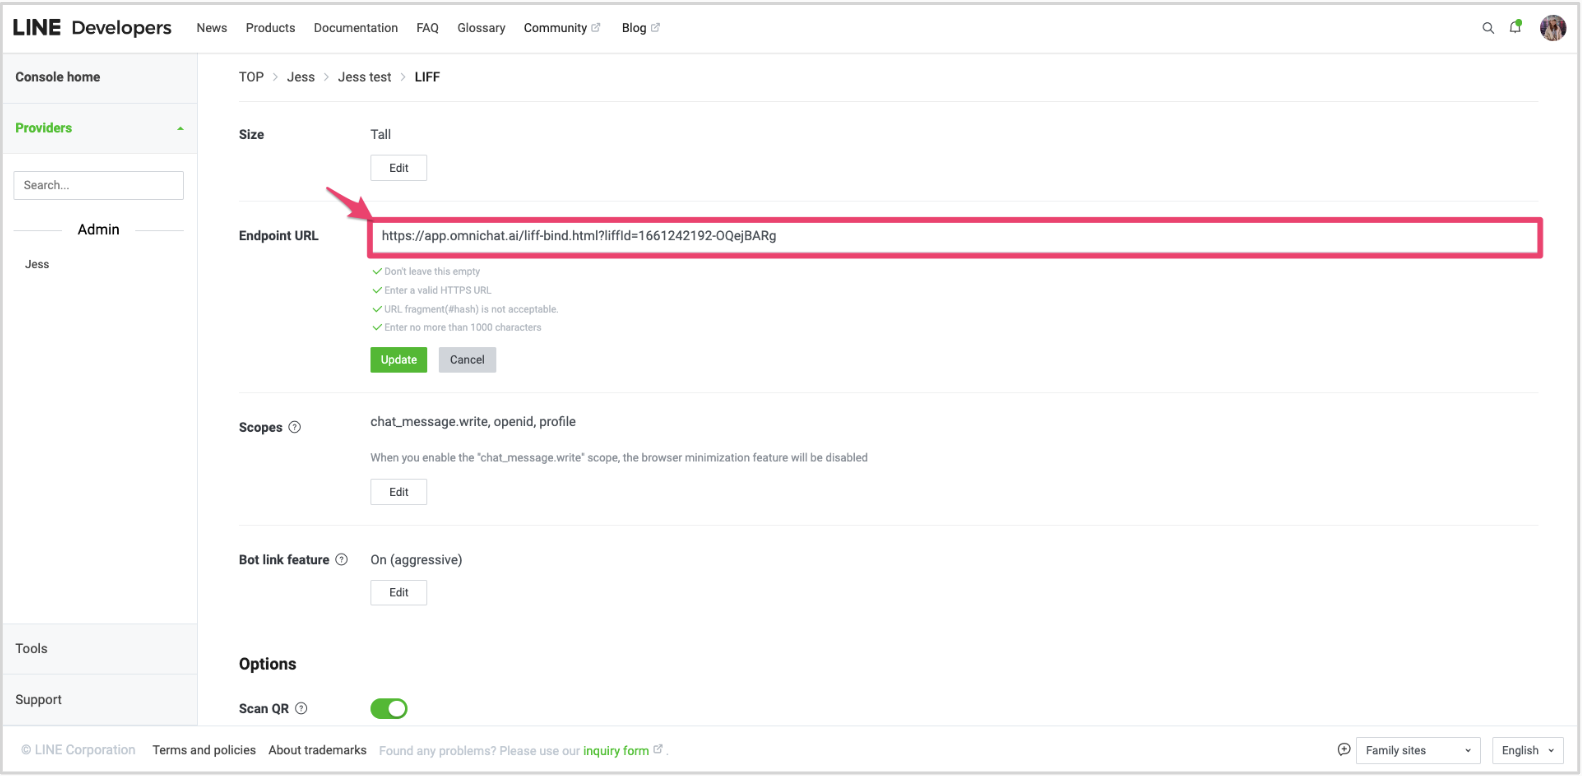 LINE Developers News Products Documentation FAQ Glossary Community Blog
Console home
Providers
Search...
Admin
Jess
Tools
Support
TOP > Jess > Jess test > LIFF
Size Tall
Edit
Endpoint URL https://app.omnichat.ai/liff-bind.html?liffId=1661242192-OQejBARg
Don't leave this empty
Enter a valid HTTPS URL
URL fragment(#hash) is not acceptable.
Enter no more than 1000 characters
Update Cancel
Scopes ? chat_message.write, openid, profile
When you enable the "chat_message.write" scope, the browser minimization feature will be disabled
Edit
Bot link feature ? On (aggressive)
Edit
Options
Scan QR ?
© LINE Corporation Terms and policies About trademarks Found any problems? Please use our inquiry form . Family sites English